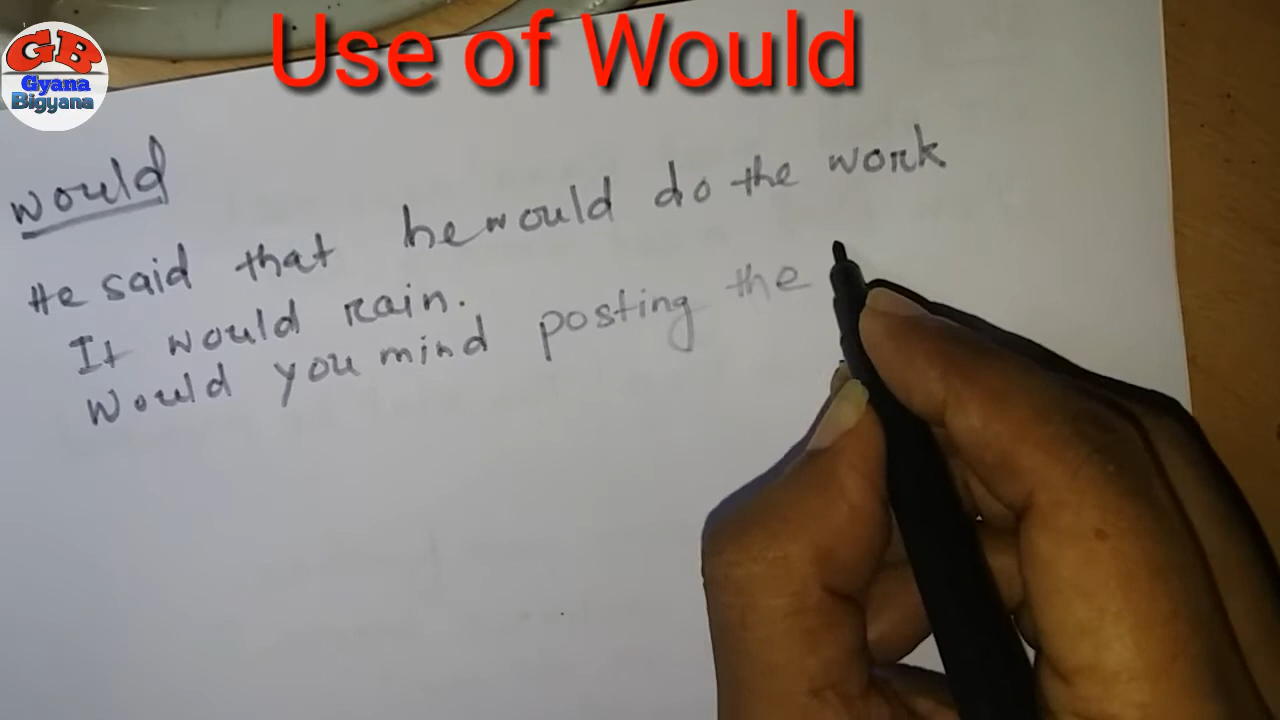 Use of Would
GB
Gyana
Bigyana
would
He said that he would do the work
It would rain.
Would you mind posting the